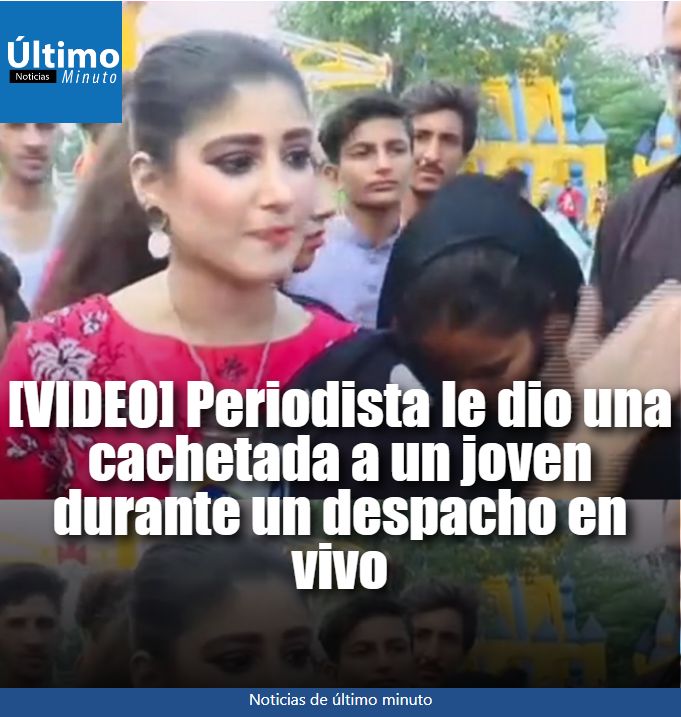 Último
Noticias Minuto
[VIDEO] Periodista le dio una
cachetada a un joven
durante un despacho en
vivo
Noticias de último minuto